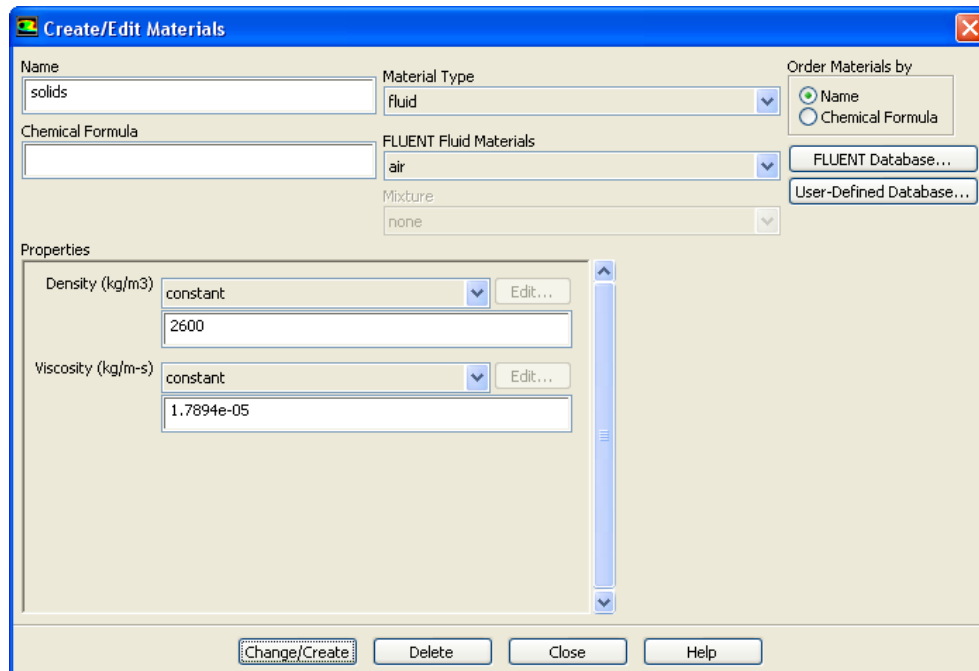 Create/Edit Materials
Name
solids
Chemical Formula
Material Type
fluid
FLUENT Fluid Materials
air
Mixture
none
Order Materials by
Name
Chemical Formula
FLUENT Database...
User-Defined Database...
Properties
Density (kg/m3)
constant
Edit...
2600
Viscosity (kg/m-s)
constant
Edit...
1.7894e-05
Change/Create
Delete
Close
Help